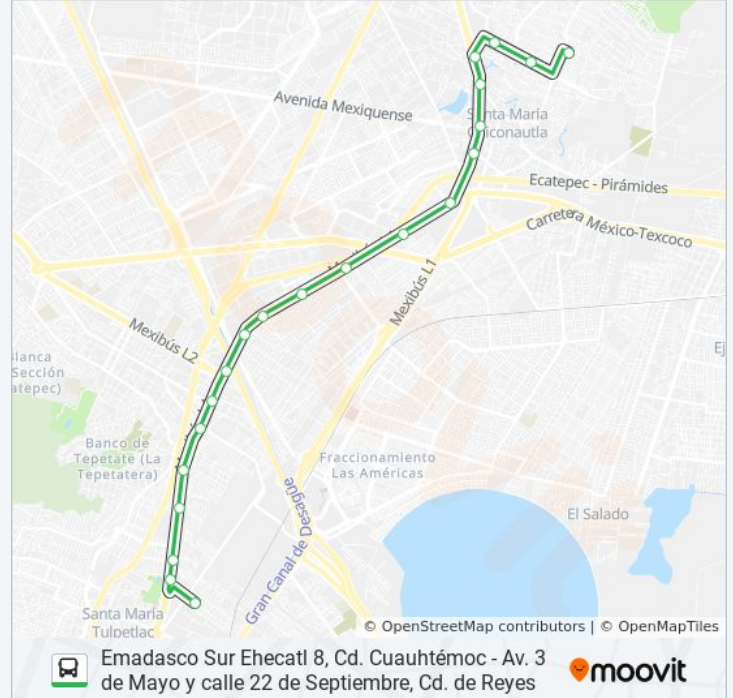 Avenida Mexiquense
Santa Maria
Chiconautla
Ecatepec - Pirámides
Carretera México-Texcoco
Mexibús L1
Mexibús L2
lanca
Sección
atepec)
Ej
Banco de
Tepetate (La
Tepetatera)
Fraccionamiento
Las Américas
Gran Canal de Desagüe
El Salado
Santa María
Tulpetlac
© OpenStreetMap contributors | © OpenMapTiles
Emadasco Sur Ehecatl 8, Cd. Cuauhtémoc - Av. 3
de Mayo y calle 22 de Septiembre, Cd. de Reyes
moovit